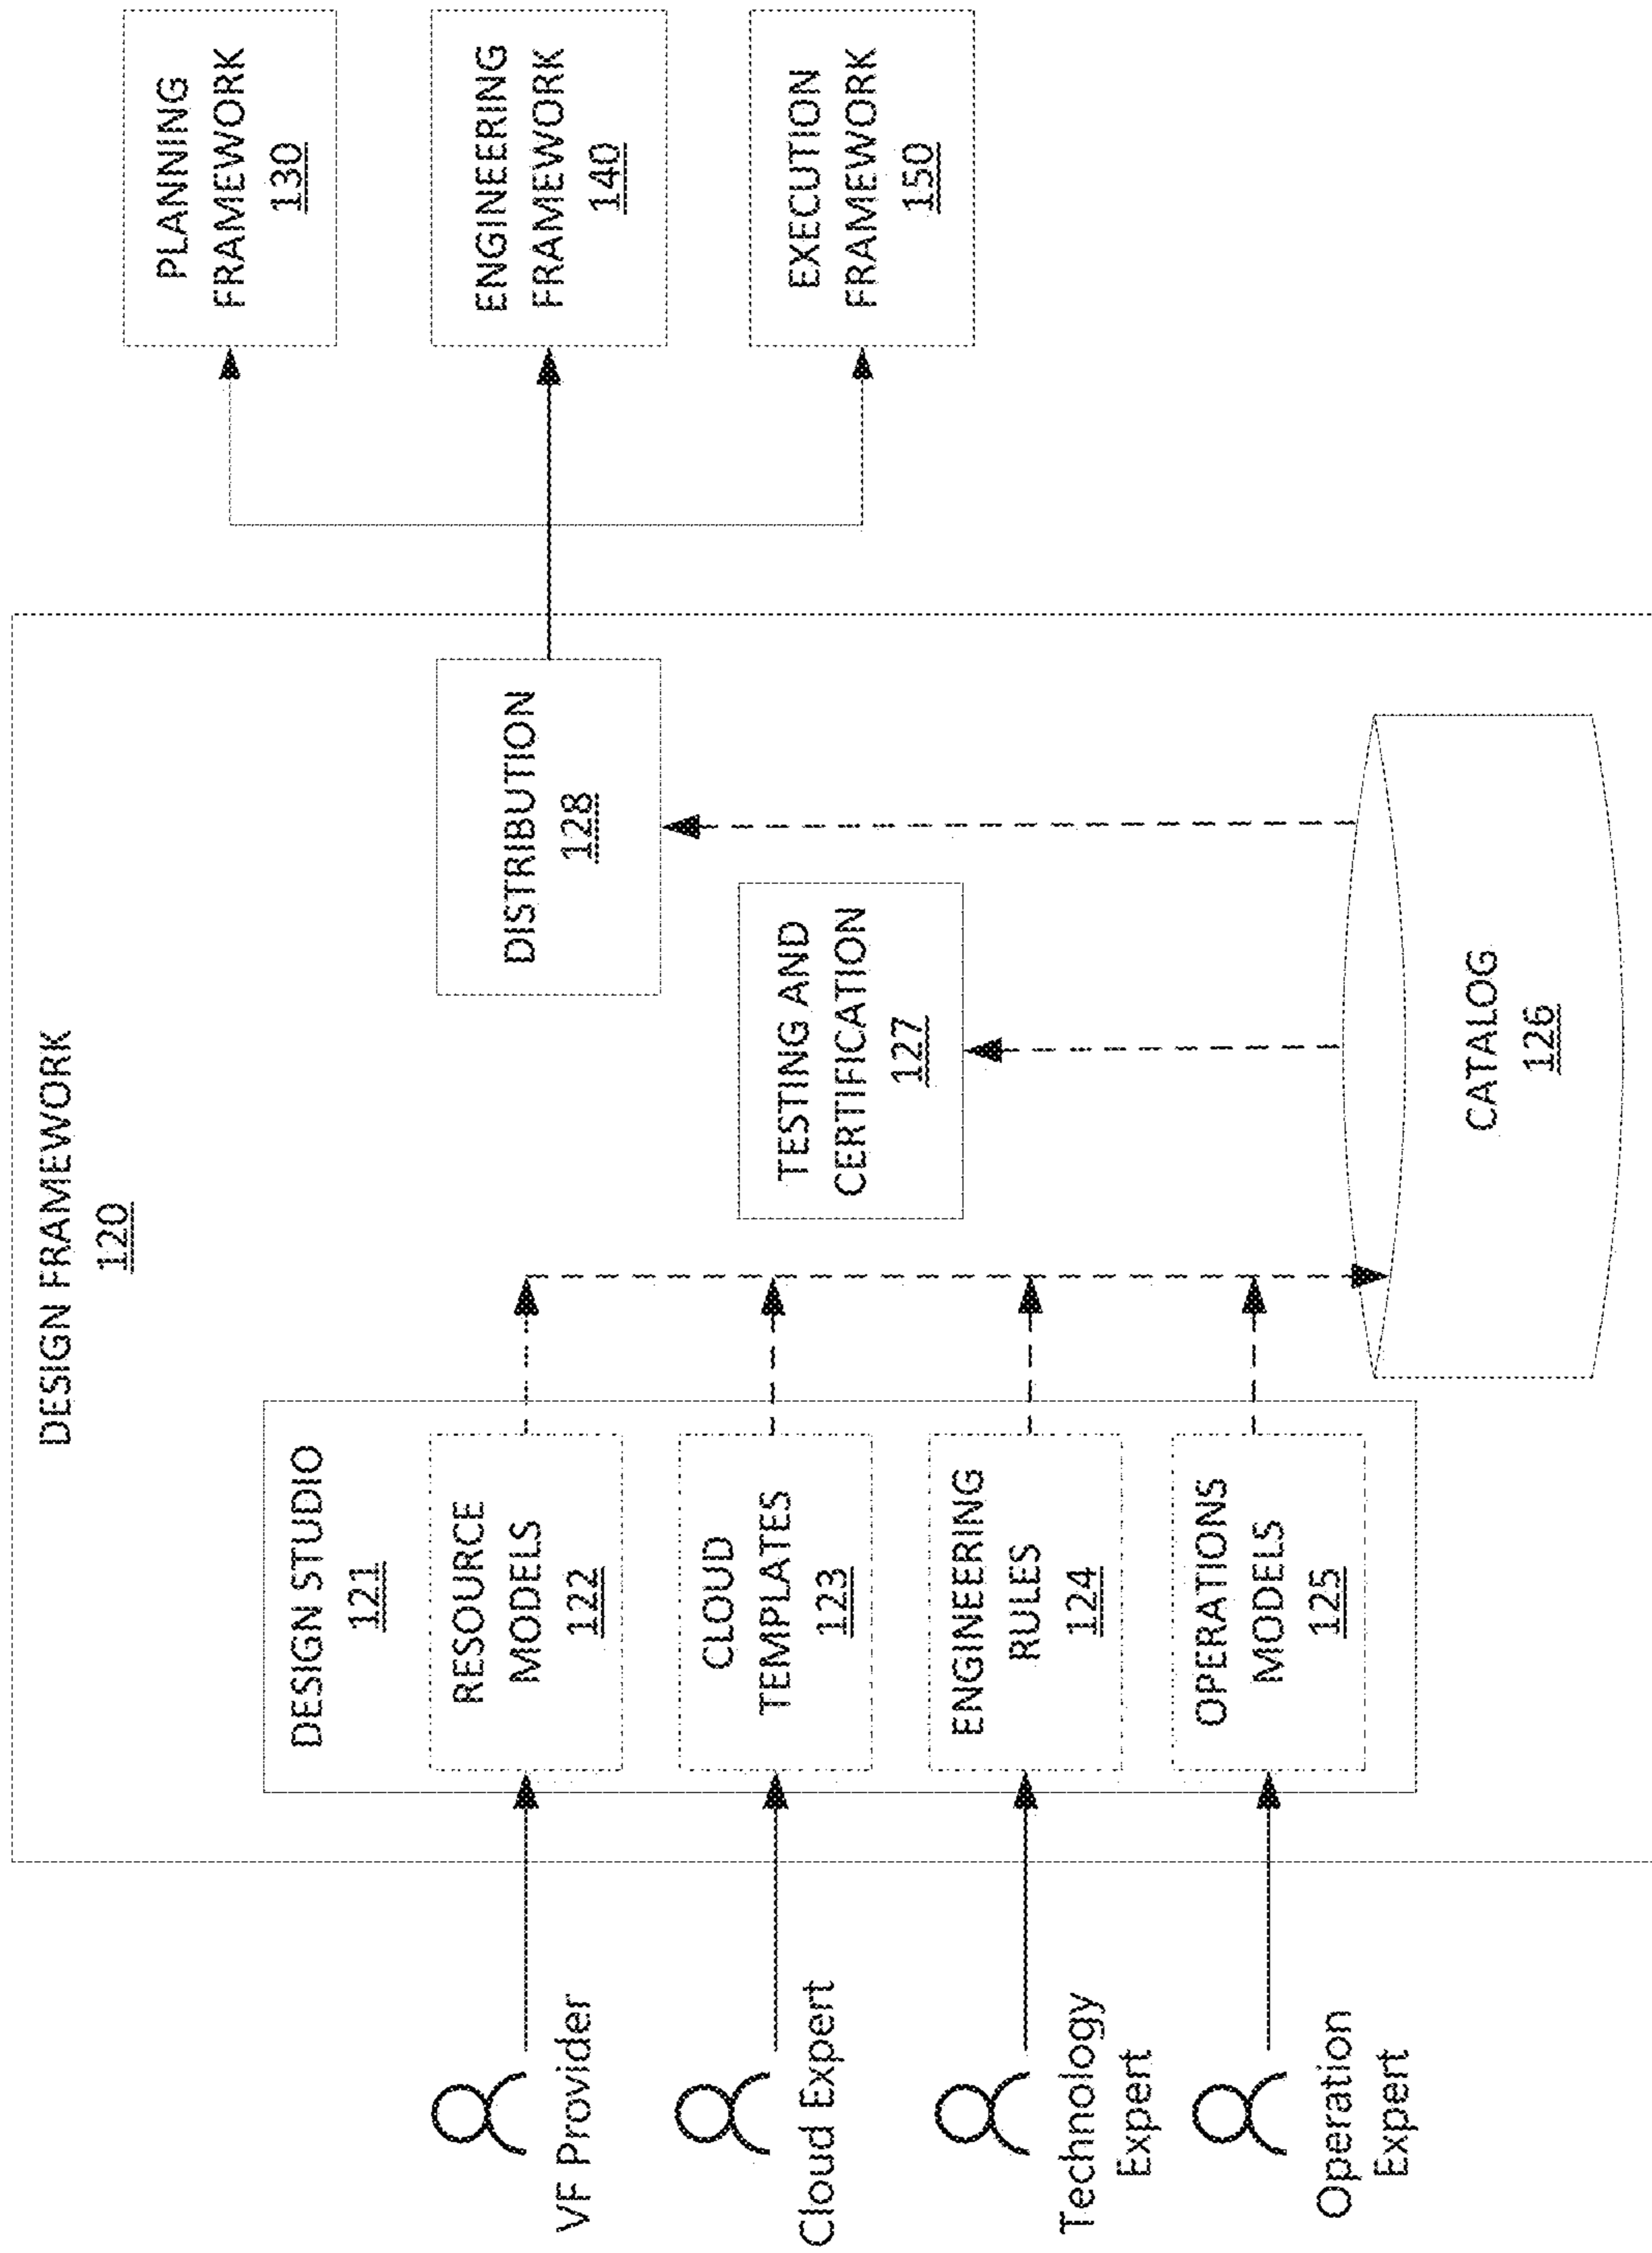 DESIGN FRAMEWORK
120
VF Provider
Cloud Expert
Technology
Expert
Operation
Expert
DESIGN STUDIO
121
RESOURCE
MODELS
122
CLOUD
TEMPLATES
123
ENGINEERING
RULES
124
OPERATIONS
MODELS
125
TESTING AND
CERTIFICATION
127
CATALOG
126
DISTRIBUTION
128
PLANNING
FRAMEWORK
130
ENGINEERING
FRAMEWORK
140
EXECUTION
FRAMEWORK
150